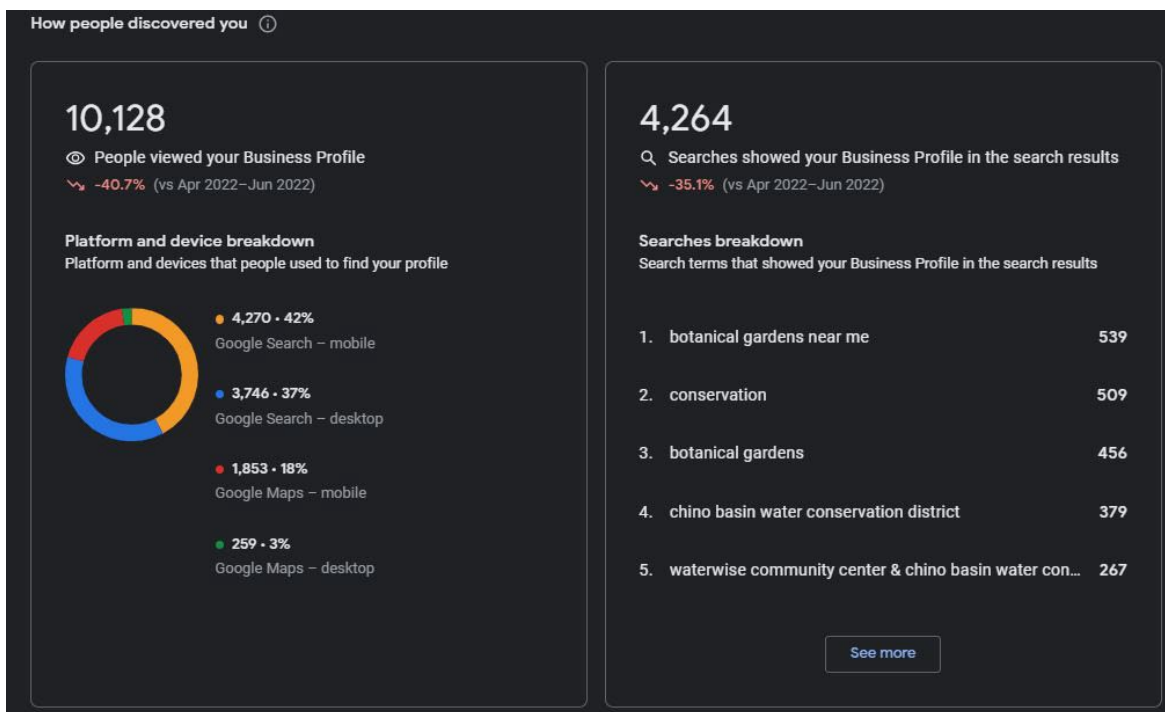 How people discovered you
10,128
People viewed your Business Profile
-40.7% (vs Apr 2022–Jun 2022)
Platform and device breakdown
Platform and devices that people used to find your profile
4,270 • 42%
Google Search – mobile
3,746 • 37%
Google Search – desktop
1,853 • 18%
Google Maps – mobile
259 • 3%
Google Maps – desktop
4,264
Searches showed your Business Profile in the search results
-35.1% (vs Apr 2022–Jun 2022)
Searches breakdown
Search terms that showed your Business Profile in the search results
1. botanical gardens near me 539
2. conservation 509
3. botanical gardens 456
4. chino basin water conservation district 379
5. waterwise community center & chino basin water con... 267
See more